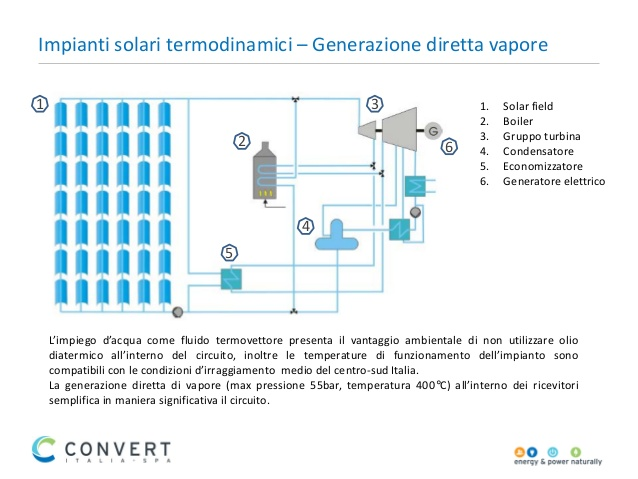 Impianti solari termodinamici – Generazione diretta vapore
1
2
3
G
6
4
5
1. Solar field
2. Boiler
3. Gruppo turbina
4. Condensatore
5. Economizzatore
6. Generatore elettrico
L’impiego d’acqua come fluido termovettore presenta il vantaggio ambientale di non utilizzare olio
diatermico all’interno del circuito, inoltre le temperature di funzionamento dell’impianto sono
compatibili con le condizioni d’irraggiamento medio del centro-sud Italia.
La generazione diretta di vapore (max pressione 55bar, temperatura 400°C) all’interno dei ricevitori
semplifica in maniera significativa il circuito.
CONVERT
ITALIA-SPA
energy & power naturally